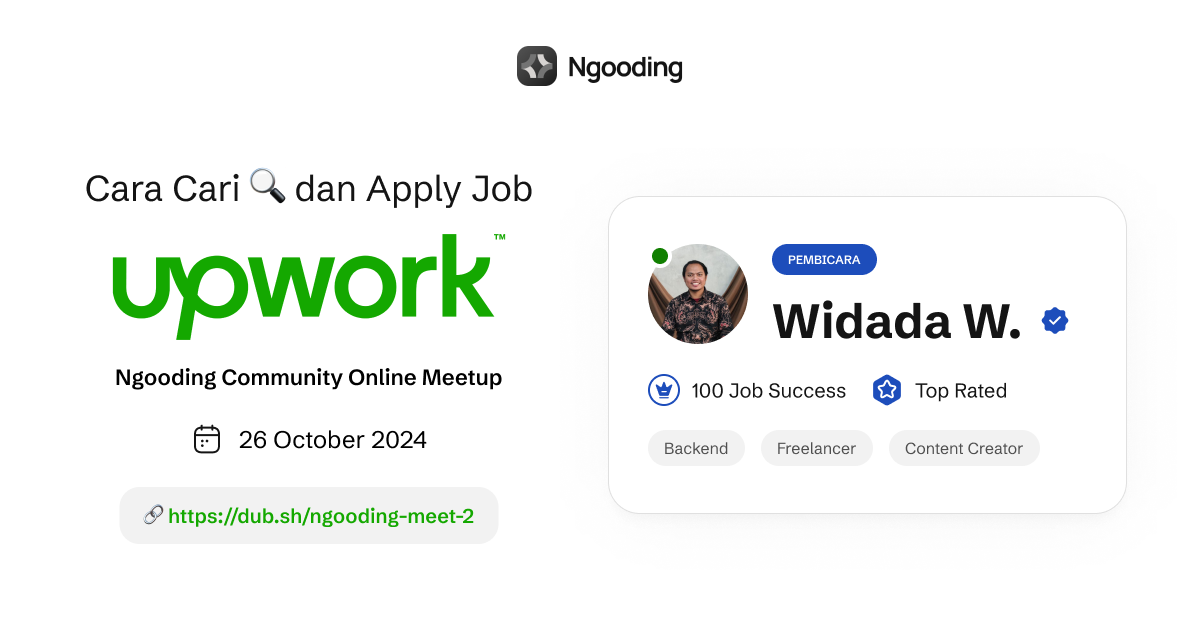 Ngooding
Cara Cari 🔍 dan Apply Job
upwork™
Ngooding Community Online Meetup
26 October 2024
🔗 https://dub.sh/ngooding-meet-2
PEMBICARA
Widada W.
100 Job Success
Top Rated
Backend
Freelancer
Content Creator